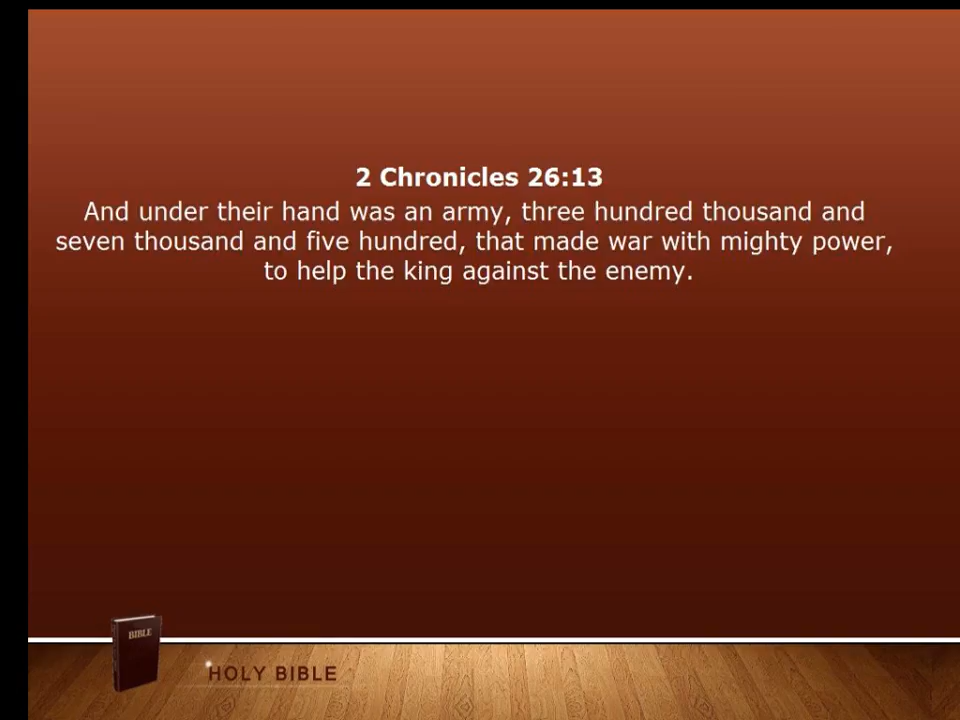 2 Chronicles 26:13
And under their hand was an army, three hundred thousand and
seven thousand and five hundred, that made war with mighty power,
to help the king against the enemy.
BIBLE
HOLY BIBLE